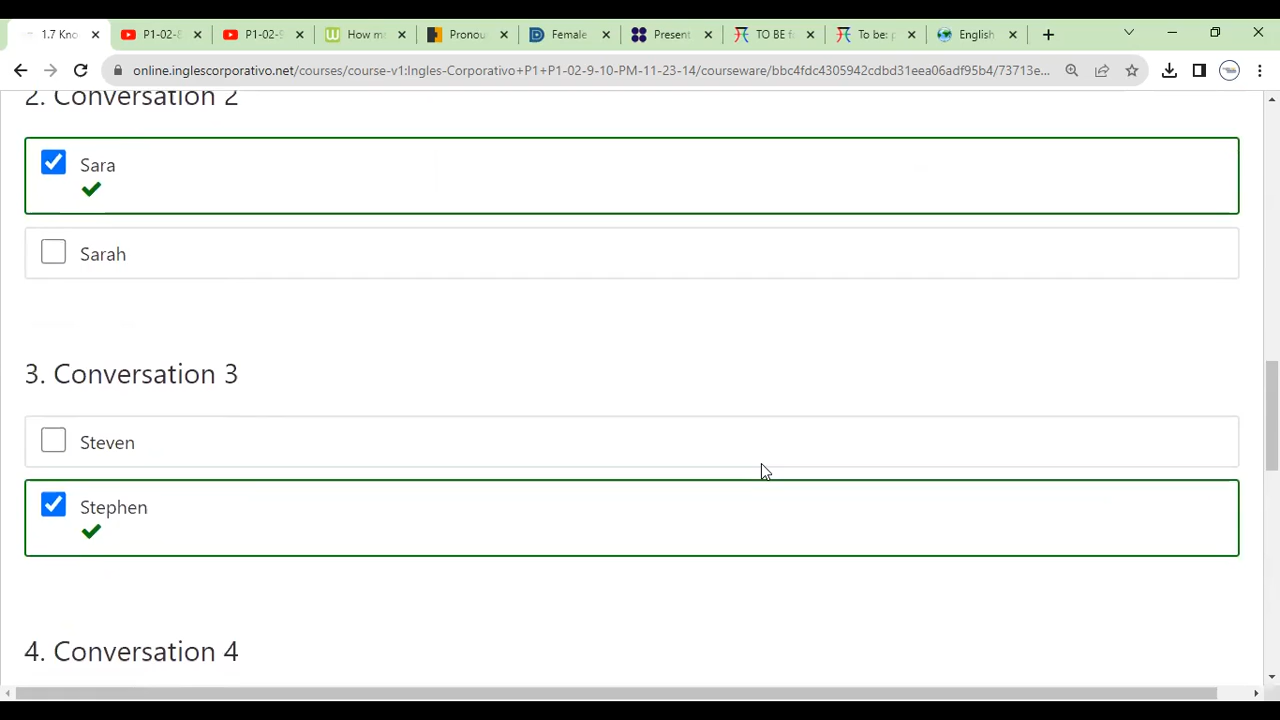 1.7 Kno
P1-02-8
P1-02-9
How m
Pronou
Female
Present
TO BE f
To be: p
English
online.inglescorporativo.net/courses/course-v1:Ingles-Corporativo+P1+P1-02-9-10-PM-11-23-14/courseware/bbc4fdc4305942cdbd31eea06adf95b4/73713e...
2. Conversation 2
Sara
Sarah
3. Conversation 3
Steven
Stephen
4. Conversation 4